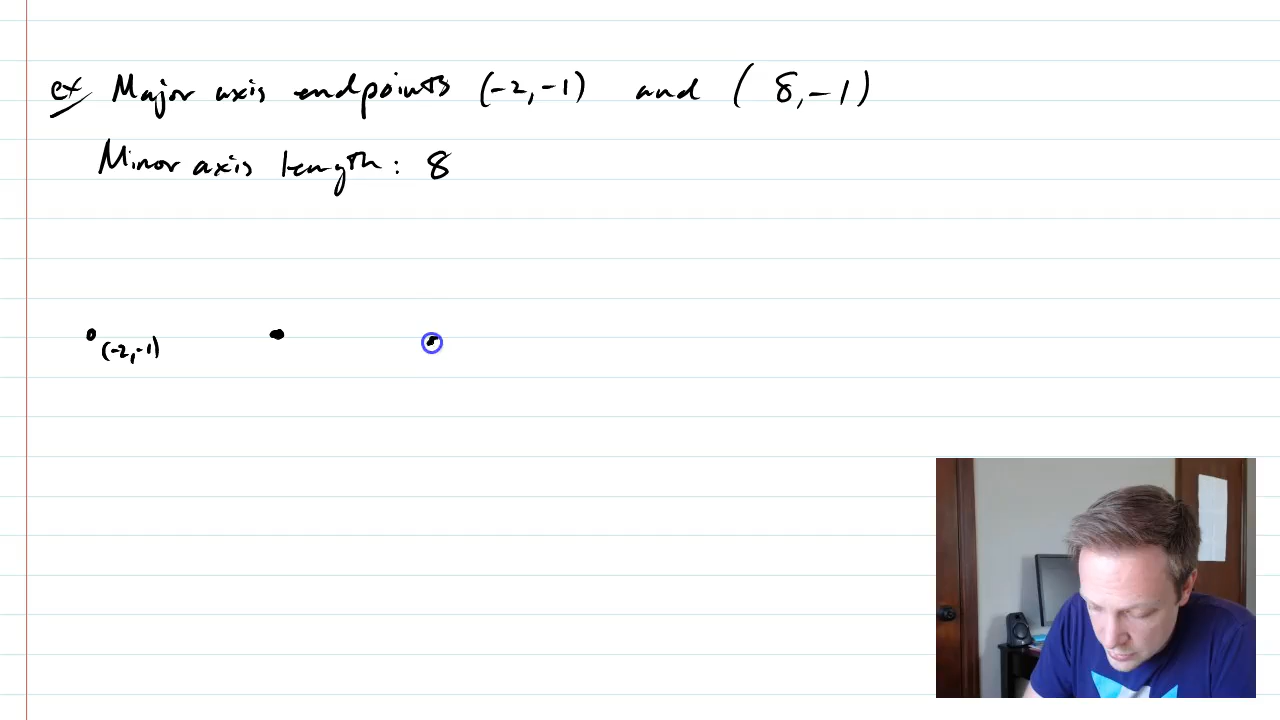 ex Major axis endpoints (-2,-1) and (8,-1)
Minor axis length: 8
(-2,-1)